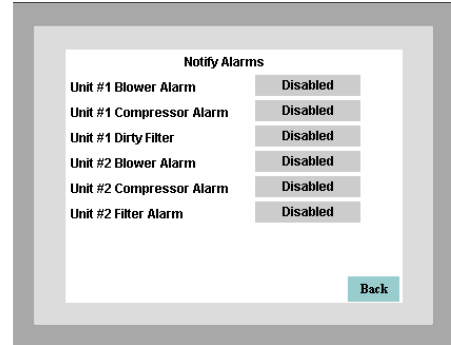 Notify Alarms
Unit #1 Blower Alarm Disabled
Unit #1 Compressor Alarm Disabled
Unit #1 Dirty Filter Disabled
Unit #2 Blower Alarm Disabled
Unit #2 Compressor Alarm Disabled
Unit #2 Filter Alarm Disabled
Back